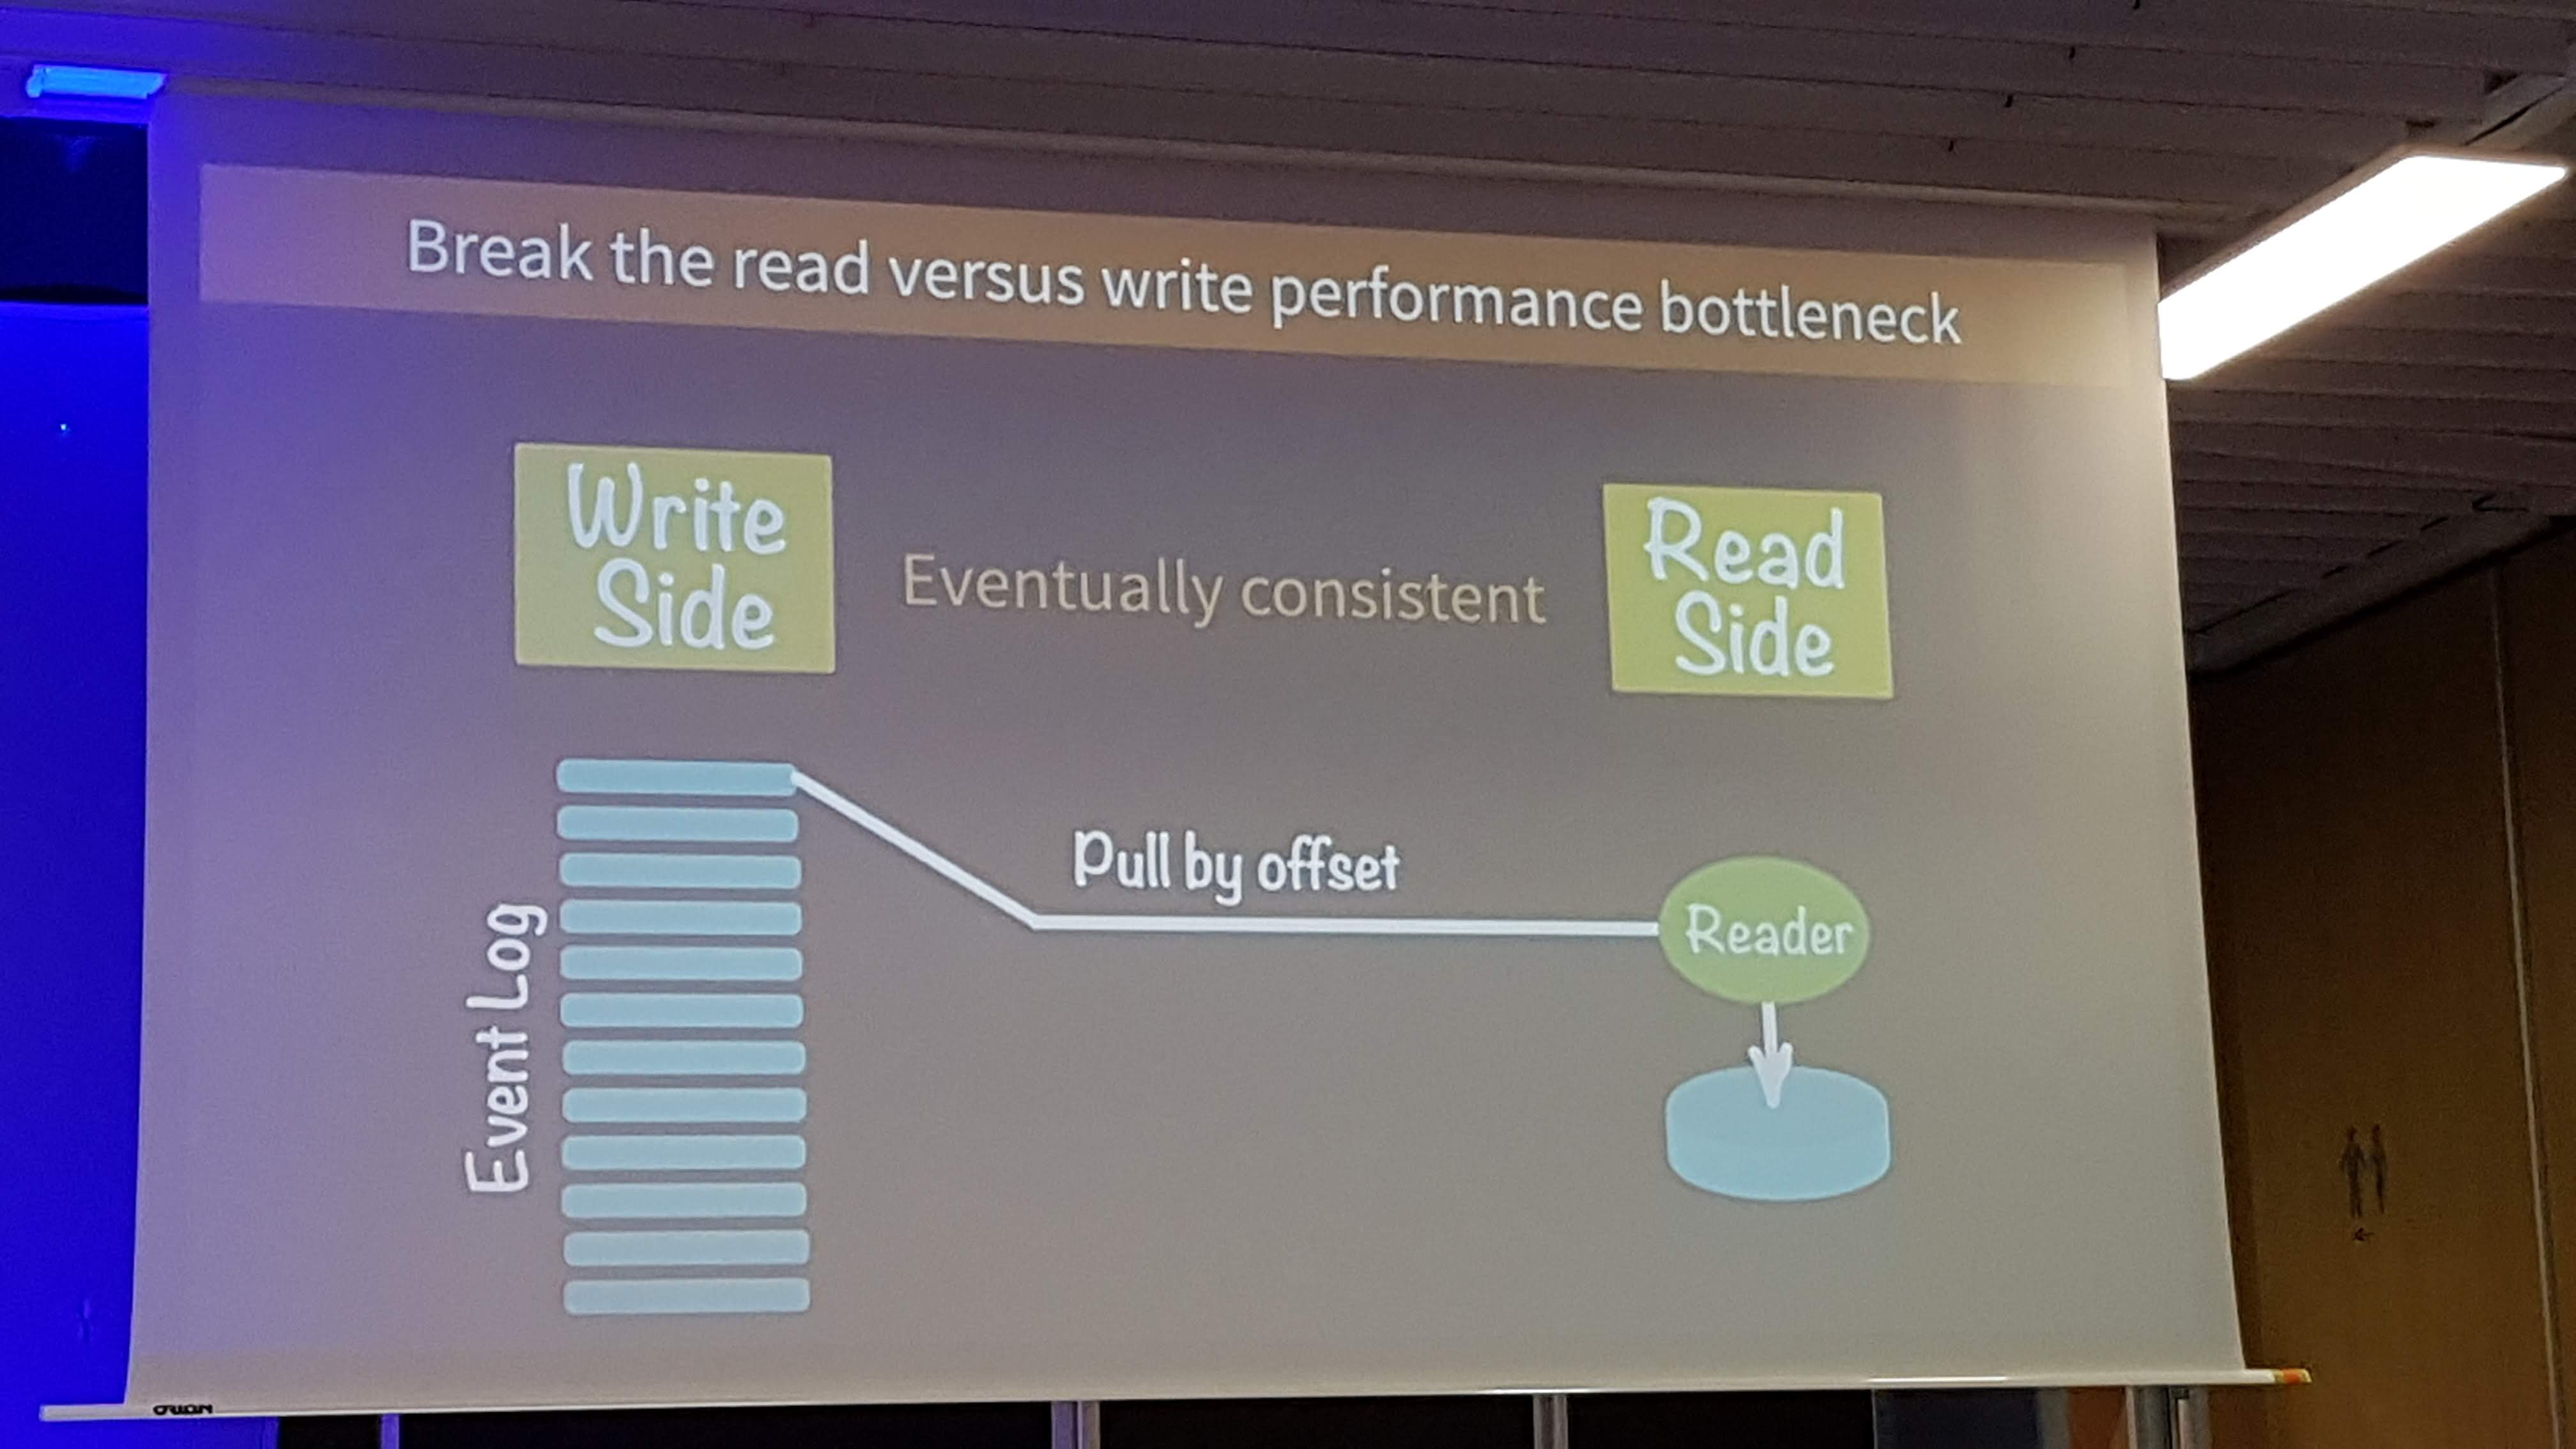 Break the read versus write performance bottleneck
Write
Side
Eventually consistent
Read
Side
Pull by offset
Reader
Event Log